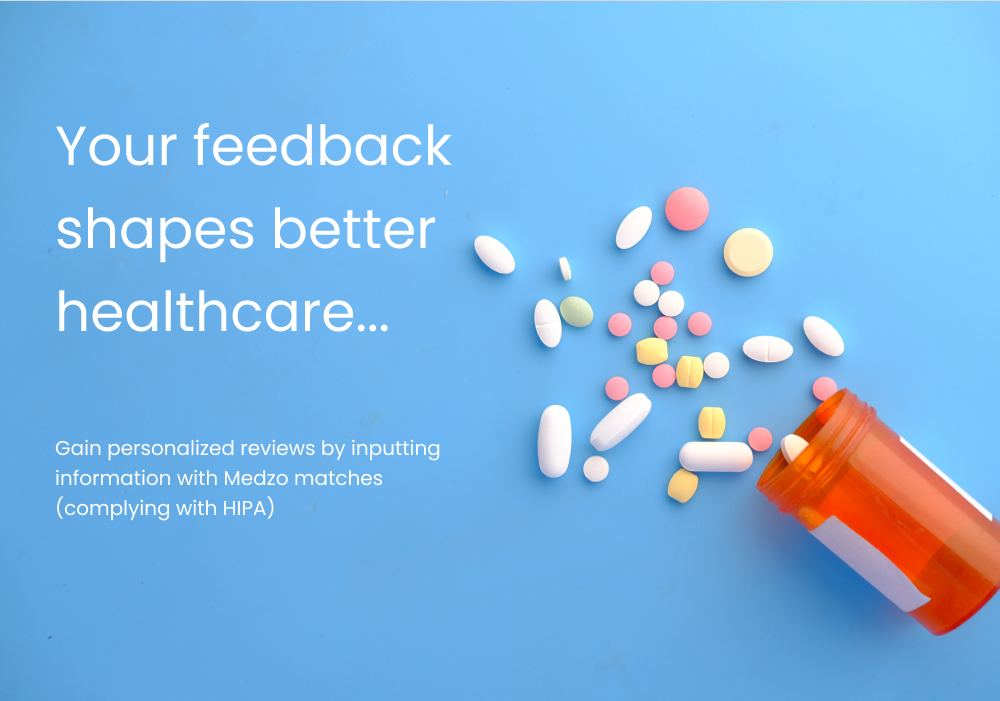 Your feedback
shapes better
healthcare...
Gain personalized reviews by inputting
information with Medzo matches
(complying with HIPA)